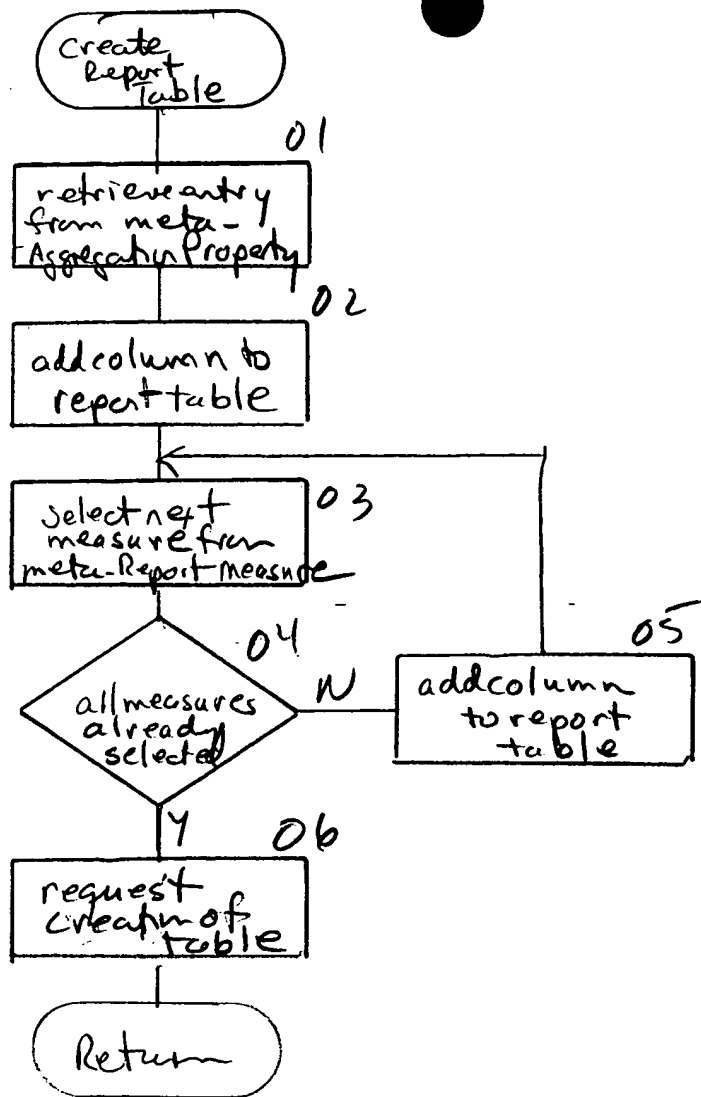 Create
Report
Table
01
retrieve entry
from meta-
Aggregation Property
02
add column to
report table
03
select next
measure from
meta-Report Measure
04
all measures
already
selected
N
05
add column
to report
table
Y
06
request
creation of
table
Return